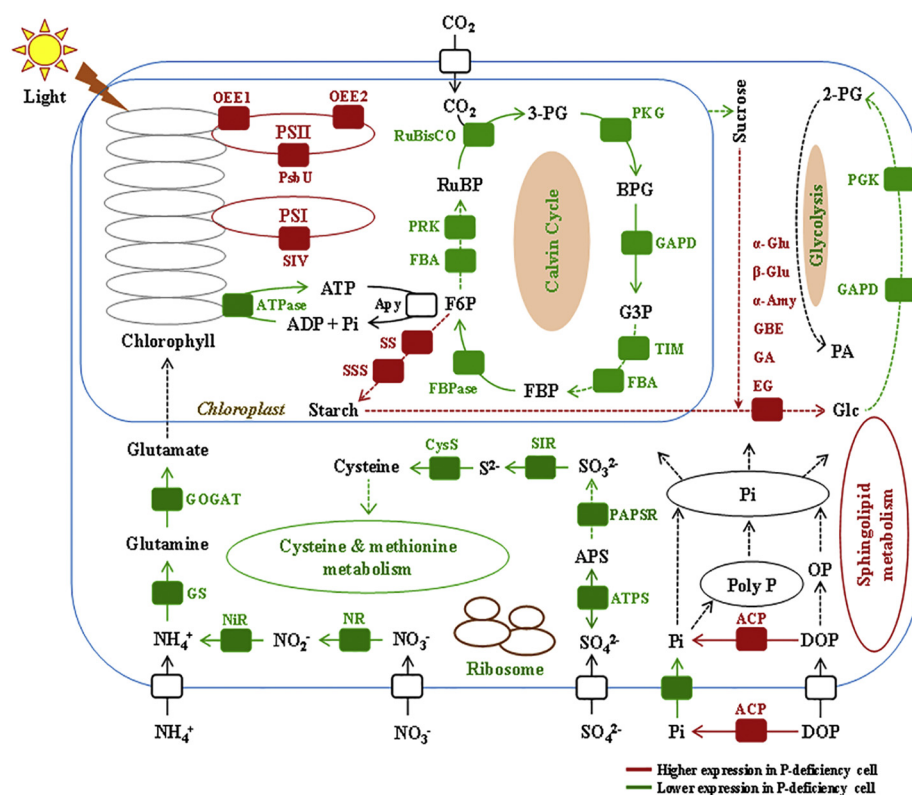 CO₂
Light
OEE1
OEE2
PSII
PsbU
PSI
SIV
CO₂
RuBisCO
3-PG
PKG
RuBP
BPG
PRK
FBA
Calvin Cycle
GAPD
ATPase
ATP
Apy
ADP + Pi
F6P
G3P
TIM
SS
SSS
FBPase
FBP
FBA
Chlorophyll
Chloroplast
Starch
Sucrose
2-PG
PGK
Glycolysis
α-Glu
β-Glu
α-Amy
GBE
GA
EG
GAPD
PA
Glc
Glutamate
GOGAT
Glutamine
GS
Cysteine
CysS
S²⁻
SIR
SO₃²⁻
PAPSR
Cysteine & methionine
metabolism
APS
ATPS
Pi
Poly P
OP
Sphingolipid
metabolism
NH₄⁺
NiR
NO₂⁻
NR
NO₃⁻
Ribosome
SO₄²⁻
Pi
ACP
DOP
NH₄⁺
NO₃⁻
SO₄²⁻
Pi
ACP
DOP
Higher expression in P-deficiency cell
Lower expression in P-deficiency cell